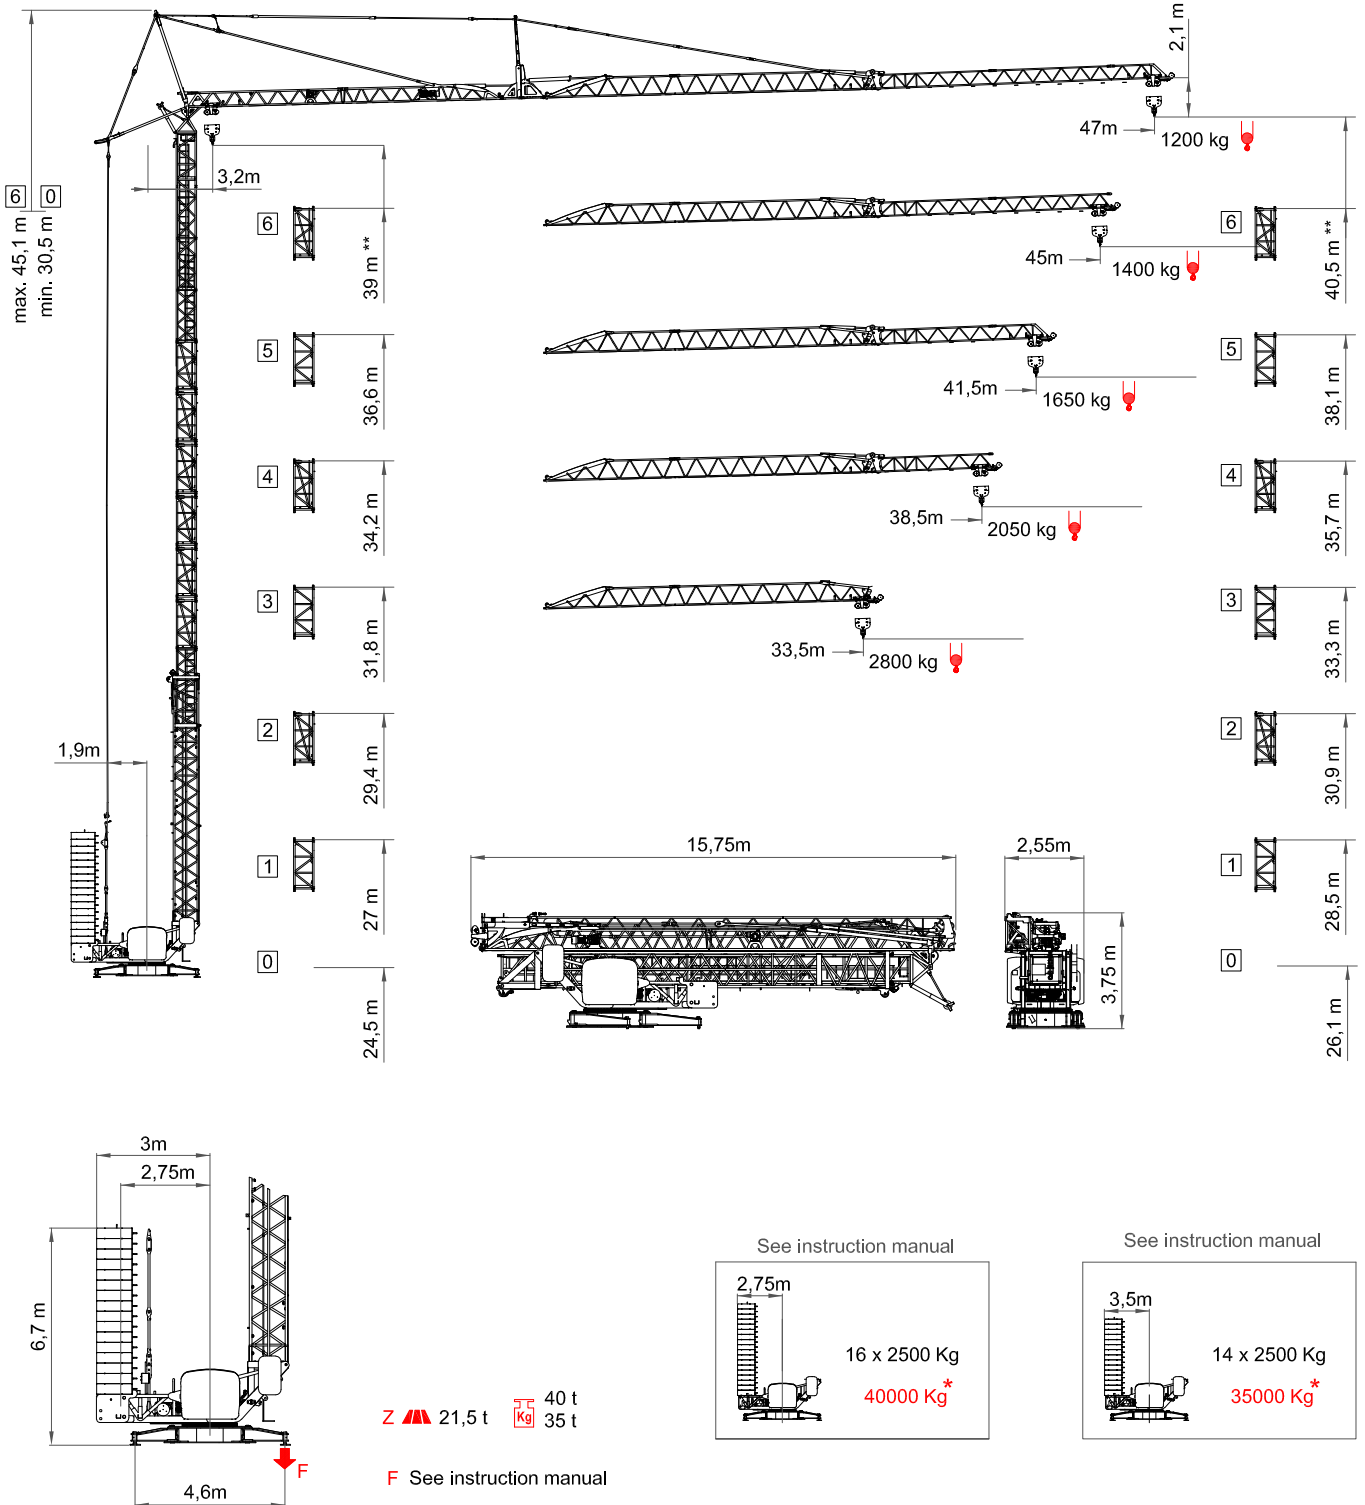 2,1 m
47m
1200 kg
3,2m
6 0
max. 45,1 m
min. 30,5 m
6
39 m **
45m
1400 kg
6
40,5 m **
5
36,6 m
41,5m
1650 kg
5
38,1 m
4
34,2 m
38,5m
2050 kg
4
35,7 m
3
31,8 m
33,5m
2800 kg
3
33,3 m
2
29,4 m
2
30,9 m
1,9m
1
27 m
15,75m
2,55m
1
28,5 m
0
24,5 m
3,75 m
0
26,1 m
3m
2,75m
6,7 m
F
4,6m
Z 21,5 t
Kg
40 t
35 t
F See instruction manual
See instruction manual
2,75m
16 x 2500 Kg
40000 Kg*
See instruction manual
3,5m
14 x 2500 Kg
35000 Kg*